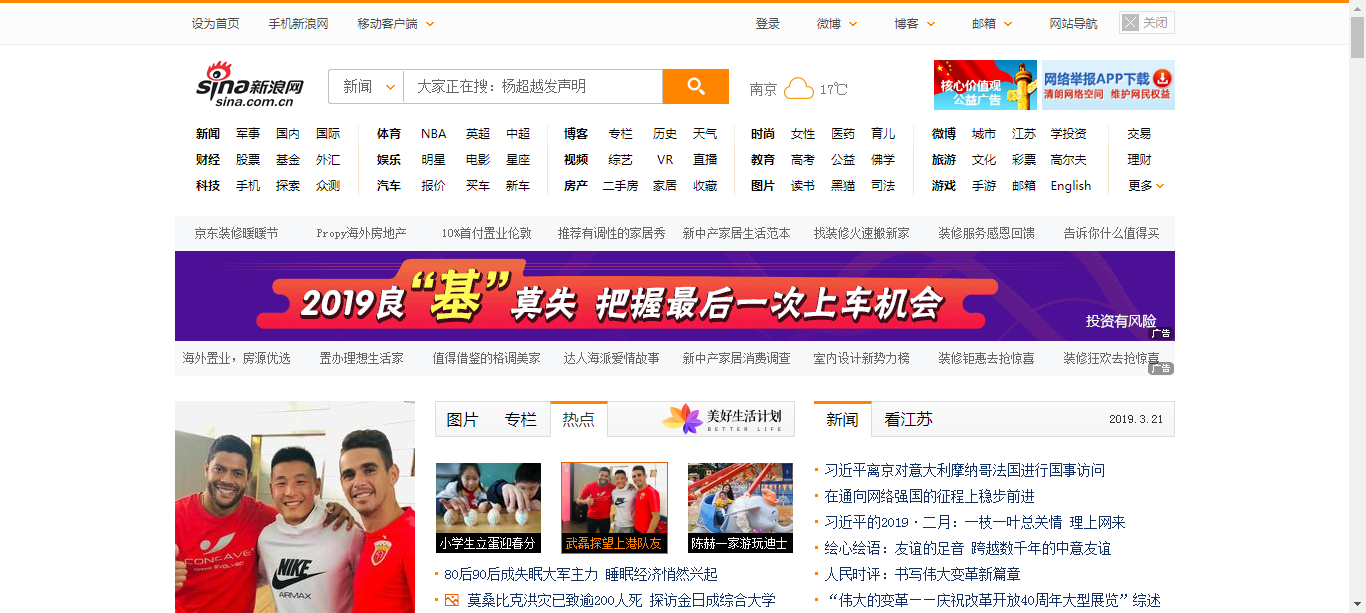 设为首页 手机新浪网 移动客户端 登录 微博 博客 邮箱 网站导航 关闭
sina新浪网
sina.com.cn
新闻 大家正在搜：杨超越发声明
南京 17℃
核心价值观
公益广告
网络举报APP下载
清朗网络空间 维护网民权益
新闻 军事 国内 国际 体育 NBA 英超 中超 博客 专栏 历史 天气 时尚 女性 医药 育儿 微博 城市 江苏 学投资 交易
财经 股票 基金 外汇 娱乐 明星 电影 星座 视频 综艺 VR 直播 教育 高考 公益 佛学 旅游 文化 彩票 高尔夫 理财
科技 手机 探索 众测 汽车 报价 买车 新车 房产 二手房 家居 收藏 图片 读书 黑猫 司法 游戏 手游 邮箱 English 更多
京东装修暖暖节 Propy海外房地产 10%首付置业伦敦 推荐有调性的家居秀 新中产家居生活范本 找装修火速搬新家 装修服务感恩回馈 告诉你什么值得买
2019良“基”莫失 把握最后一次上车机会
投资有风险
广告
海外置业，房源优选 置办理想生活家 值得借鉴的格调美家 达人海派爱情故事 新中产家居消费调查 室内设计新势力榜 装修钜惠去抢惊喜 装修狂欢去抢惊喜
广告
CONCAVE
NIKE
AIRMAX
图片 专栏 热点
美好生活计划
BETTER LIFE
小学生立蛋迎春分 武磊探望上港队友 陈赫一家游玩迪士
80后90后成失眠大军主力 睡眠经济悄然兴起
莫桑比克洪灾已致逾200人死 探访金日成综合大学
新闻 看江苏 2019.3.21
习近平离京对意大利摩纳哥法国进行国事访问
在通向网络强国的征程上稳步前进
习近平的2019·二月：一枝一叶总关情 理上网来
绘心绘语：友谊的足音 跨越数千年的中意友谊
人民时评：书写伟大变革新篇章
“伟大的变革——庆祝改革开放40周年大型展览”综述